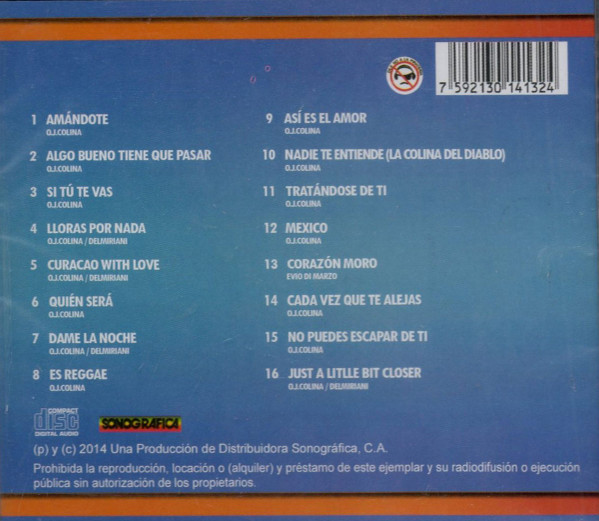 7 592130 141324
1 AMÁNDOTE
O.J.COLINA
2 ALGO BUENO TIENE QUE PASAR
O.J.COLINA
3 SI TÚ TE VAS
O.J.COLINA
4 LLORAS POR NADA
O.J.COLINA / DELMIRIANI
5 CURACAO WITH LOVE
O.J.COLINA / DELMIRIANI
6 QUIÉN SERÁ
O.J.COLINA
7 DAME LA NOCHE
O.J.COLINA / DELMIRIANI
8 ES REGGAE
O.J.COLINA
9 ASÍ ES EL AMOR
O.J.COLINA
10 NADIE TE ENTIENDE (LA COLINA DEL DIABLO)
O.J.COLINA
11 TRATÁNDOSE DE TI
O.J.COLINA
12 MEXICO
O.J.COLINA
13 CORAZÓN MORO
EVIO DI MARZO
14 CADA VEZ QUE TE ALEJAS
O.J.COLINA
15 NO PUEDES ESCAPAR DE TI
O.J.COLINA
16 JUST A LITLLE BIT CLOSER
O.J.COLINA / DELMIRIANI
COMPACT
disc
DIGITAL AUDIO
SONOGRAFICA
(p) y (c) 2014 Una Producción de Distribuidora Sonográfica, C.A.
Prohibida la reproducción, locación o (alquiler) y préstamo de este ejemplar y su radiodifusión o ejecución
pública sin autorización de los propietarios.